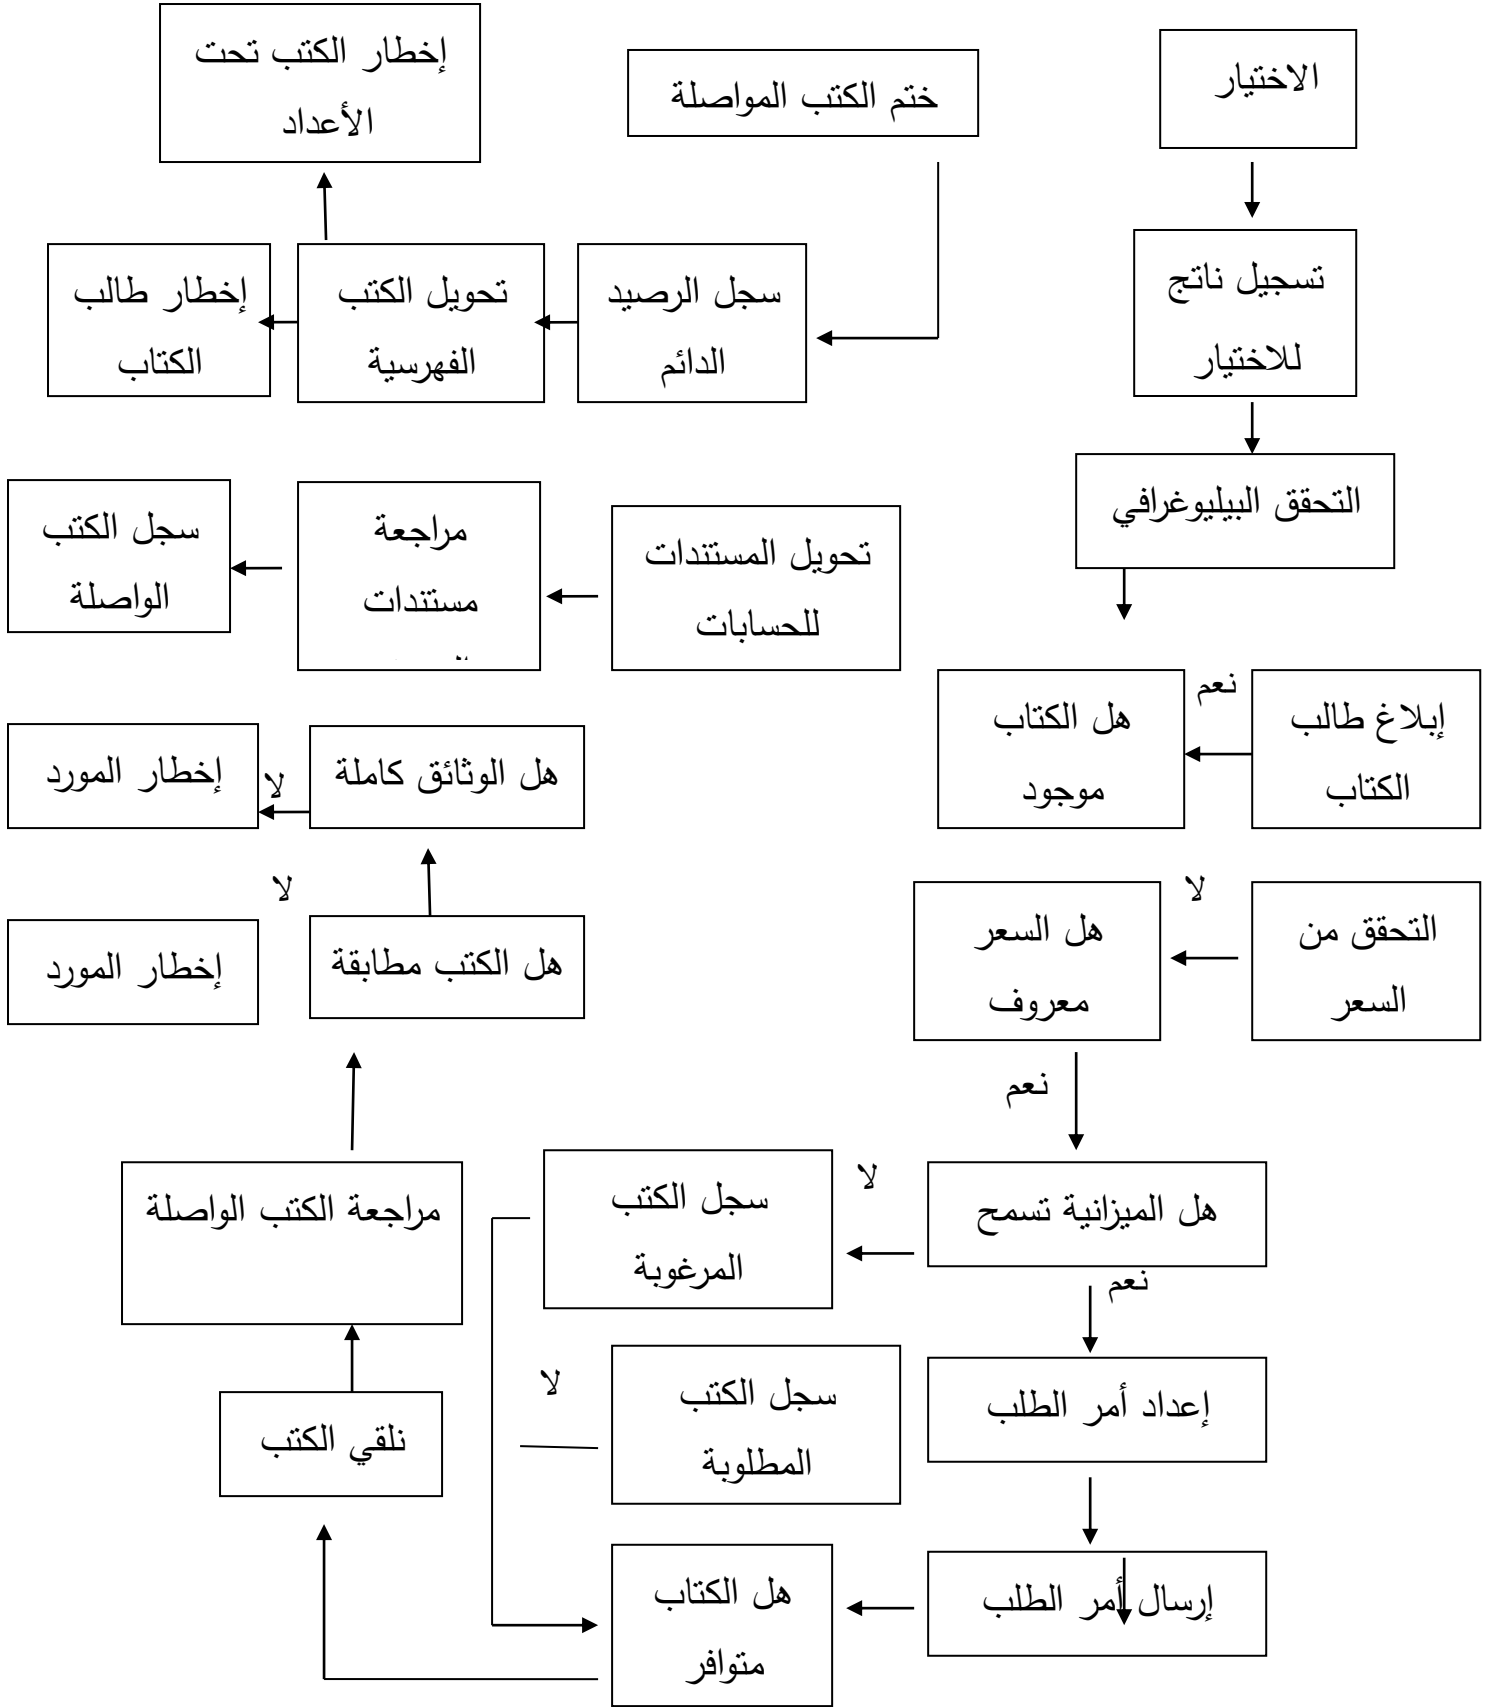 الاختيار
ختم الكتب المواصلة
إخطار الكتب تحت
الأعداد
تسجيل ناتج
للاختيار
سجل الرصيد
الدائم
تحويل الكتب
الفهرسية
إخطار طالب
الكتاب
التحقق البيليوغرافي
تحويل المستندات
للحسابات
مراجعة
مستندات
سجل الكتب
الواصلة
إبلاغ طالب
الكتاب
نعم
هل الكتاب
موجود
هل الوثائق كاملة
لا
إخطار المورد
التحقق من
السعر
لا
هل السعر
معروف
هل الكتب مطابقة
لا
إخطار المورد
نعم
هل الميزانية تسمح
لا
سجل الكتب
المرغوبة
مراجعة الكتب الواصلة
نعم
إعداد أمر الطلب
سجل الكتب
المطلوبة
لا
نلقي الكتب
إرسال أمر الطلب
هل الكتاب
متوافر